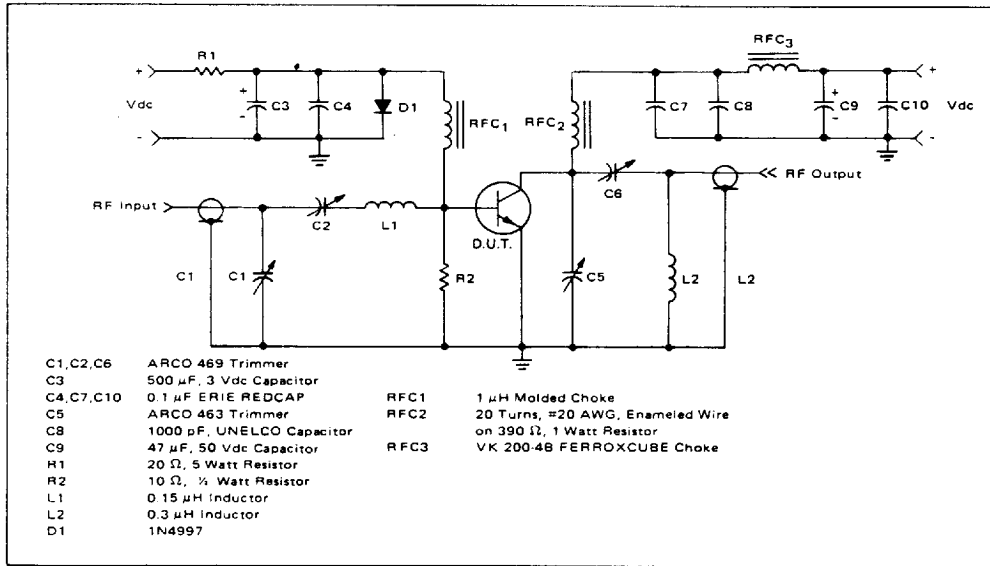 RFC3
R1
+
+
+
+
Vdc
C3
C4
D1
RFC1
RFC2
C7
C8
C9
C10
Vdc
-
-
-
-
C6
RF Output
RF Input
C2
L1
D.U.T.
C1
C1
R2
C5
L2
L2
C1,C2,C6 ARCO 469 Trimmer
C3 500 µF, 3 Vdc Capacitor
C4,C7,C10 0.1 µF ERIE REDCAP
C5 ARCO 463 Trimmer
C8 1000 pF, UNELCO Capacitor
C9 47 µF, 50 Vdc Capacitor
R1 20 Ω, 5 Watt Resistor
R2 10 Ω, ½ Watt Resistor
L1 0.15 µH Inductor
L2 0.3 µH Inductor
D1 1N4997
RFC1 1 µH Molded Choke
RFC2 20 Turns, #20 AWG, Enameled Wire
on 390 Ω, 1 Watt Resistor
RFC3 VK 200-4B FERROXCUBE Choke